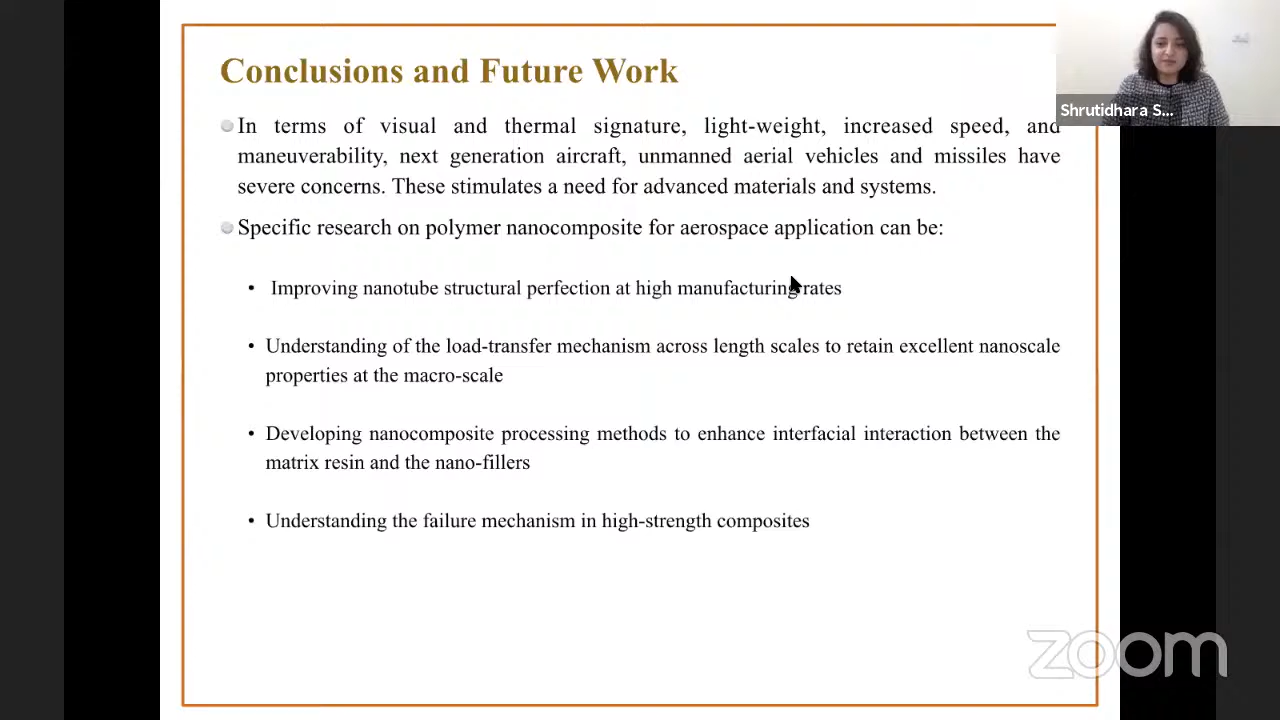 Conclusions and Future Work
Shrutidhara S...
In terms of visual and thermal signature, light-weight, increased speed, and
maneuverability, next generation aircraft, unmanned aerial vehicles and missiles have
severe concerns. These stimulates a need for advanced materials and systems.
Specific research on polymer nanocomposite for aerospace application can be:
• Improving nanotube structural perfection at high manufacturing rates
• Understanding of the load-transfer mechanism across length scales to retain excellent nanoscale
properties at the macro-scale
• Developing nanocomposite processing methods to enhance interfacial interaction between the
matrix resin and the nano-fillers
• Understanding the failure mechanism in high-strength composites
zoom